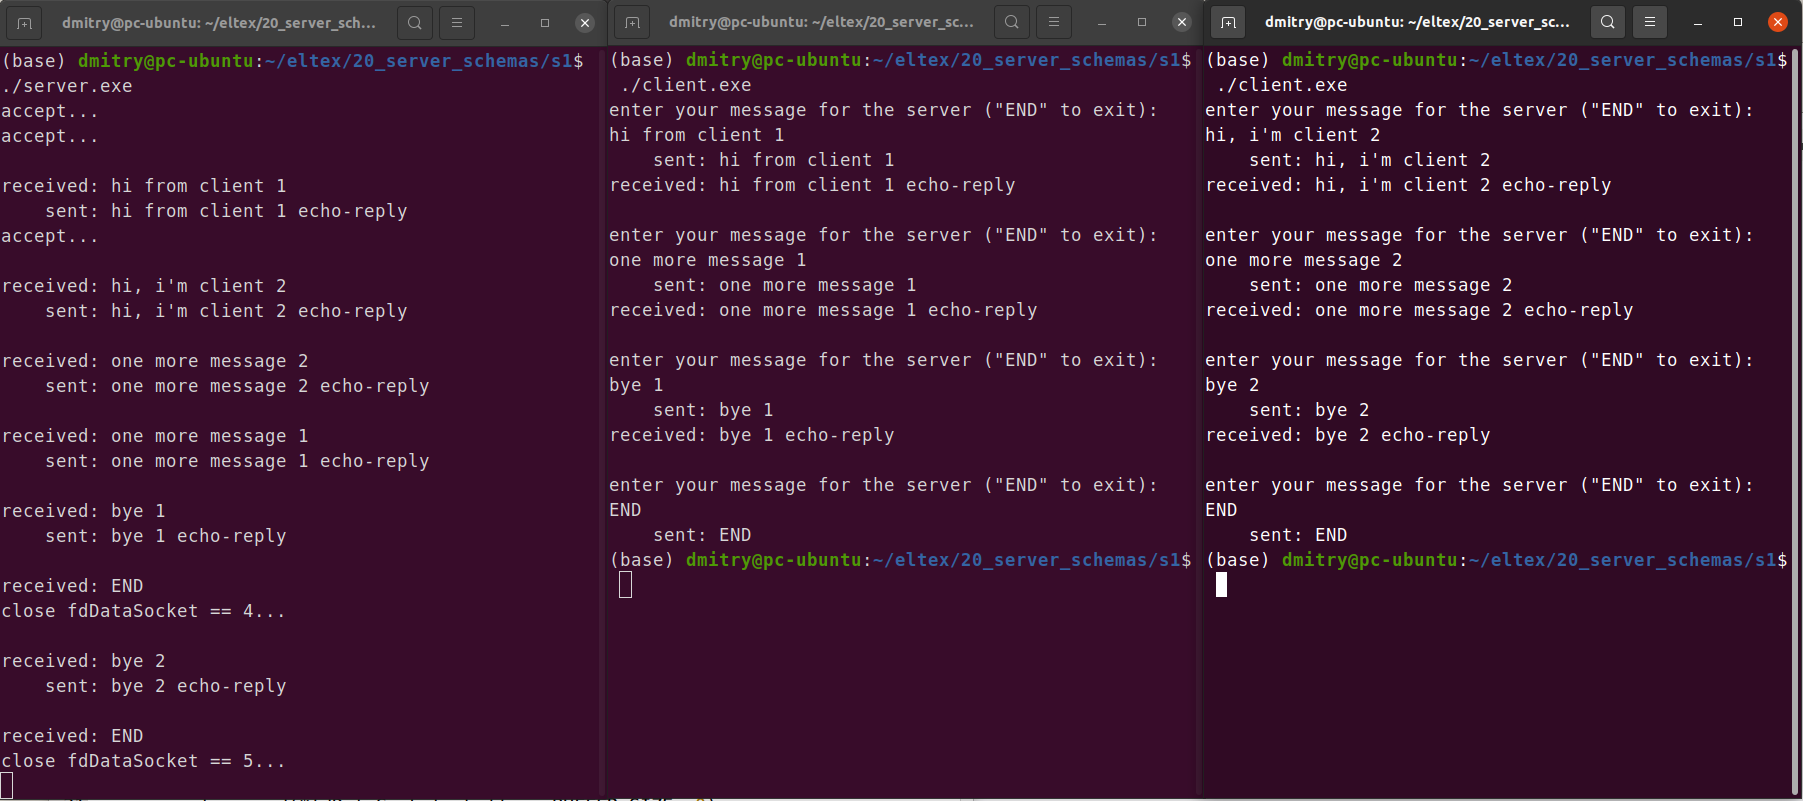 dmitry@pc-ubuntu: ~/eltex/20_server_sch...
(base) dmitry@pc-ubuntu:~/eltex/20_server_schemas/s1$
./server.exe
accept...
accept...
received: hi from client 1
    sent: hi from client 1 echo-reply
accept...
received: hi, i'm client 2
    sent: hi, i'm client 2 echo-reply
received: one more message 2
    sent: one more message 2 echo-reply
received: one more message 1
    sent: one more message 1 echo-reply
received: bye 1
    sent: bye 1 echo-reply
received: END
close fdDataSocket == 4...
received: bye 2
    sent: bye 2 echo-reply
received: END
close fdDataSocket == 5...
dmitry@pc-ubuntu: ~/eltex/20_server_sc...
(base) dmitry@pc-ubuntu:~/eltex/20_server_schemas/s1$
 ./client.exe
enter your message for the server ("END" to exit):
hi from client 1
    sent: hi from client 1
received: hi from client 1 echo-reply
enter your message for the server ("END" to exit):
one more message 1
    sent: one more message 1
received: one more message 1 echo-reply
enter your message for the server ("END" to exit):
bye 1
    sent: bye 1
received: bye 1 echo-reply
enter your message for the server ("END" to exit):
END
    sent: END
(base) dmitry@pc-ubuntu:~/eltex/20_server_schemas/s1$
dmitry@pc-ubuntu: ~/eltex/20_server_sc...
(base) dmitry@pc-ubuntu:~/eltex/20_server_schemas/s1$
 ./client.exe
enter your message for the server ("END" to exit):
hi, i'm client 2
    sent: hi, i'm client 2
received: hi, i'm client 2 echo-reply
enter your message for the server ("END" to exit):
one more message 2
    sent: one more message 2
received: one more message 2 echo-reply
enter your message for the server ("END" to exit):
bye 2
    sent: bye 2
received: bye 2 echo-reply
enter your message for the server ("END" to exit):
END
    sent: END
(base) dmitry@pc-ubuntu:~/eltex/20_server_schemas/s1$